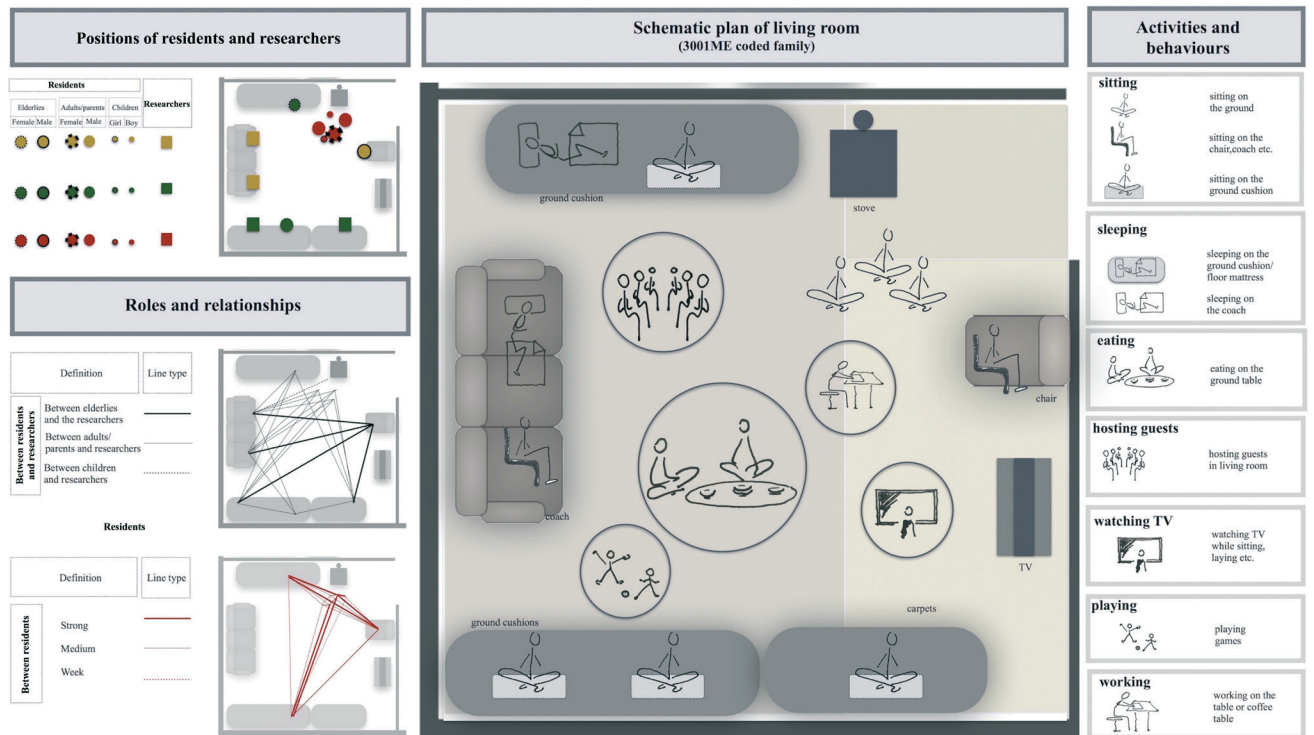 Positions of residents and researchers
Residents
Researchers
Elderlies
Adults/parents
Children
Female
Male
Female
Male
Girl
Boy
Roles and relationships
Definition
Line type
Between residents
and researchers
Between elderlies
and the researchers
Between adults/
parents and researchers
Between children
and researchers
Residents
Definition
Line type
Between residents
Strong
Medium
Week
Schematic plan of living room
(3001ME coded family)
ground cushion
stove
chair
coach
TV
carpets
ground cushions
Activities and
behaviours
sitting
sitting on
the ground
sitting on the
chair,coach etc.
sitting on the
ground cushion
sleeping
sleeping on the
ground cushion/
floor mattress
sleeping on
the coach
eating
eating on the
ground table
hosting guests
hosting guests
in living room
watching TV
watching TV
while sitting,
laying etc.
playing
playing
games
working
working on the
table or coffee
table